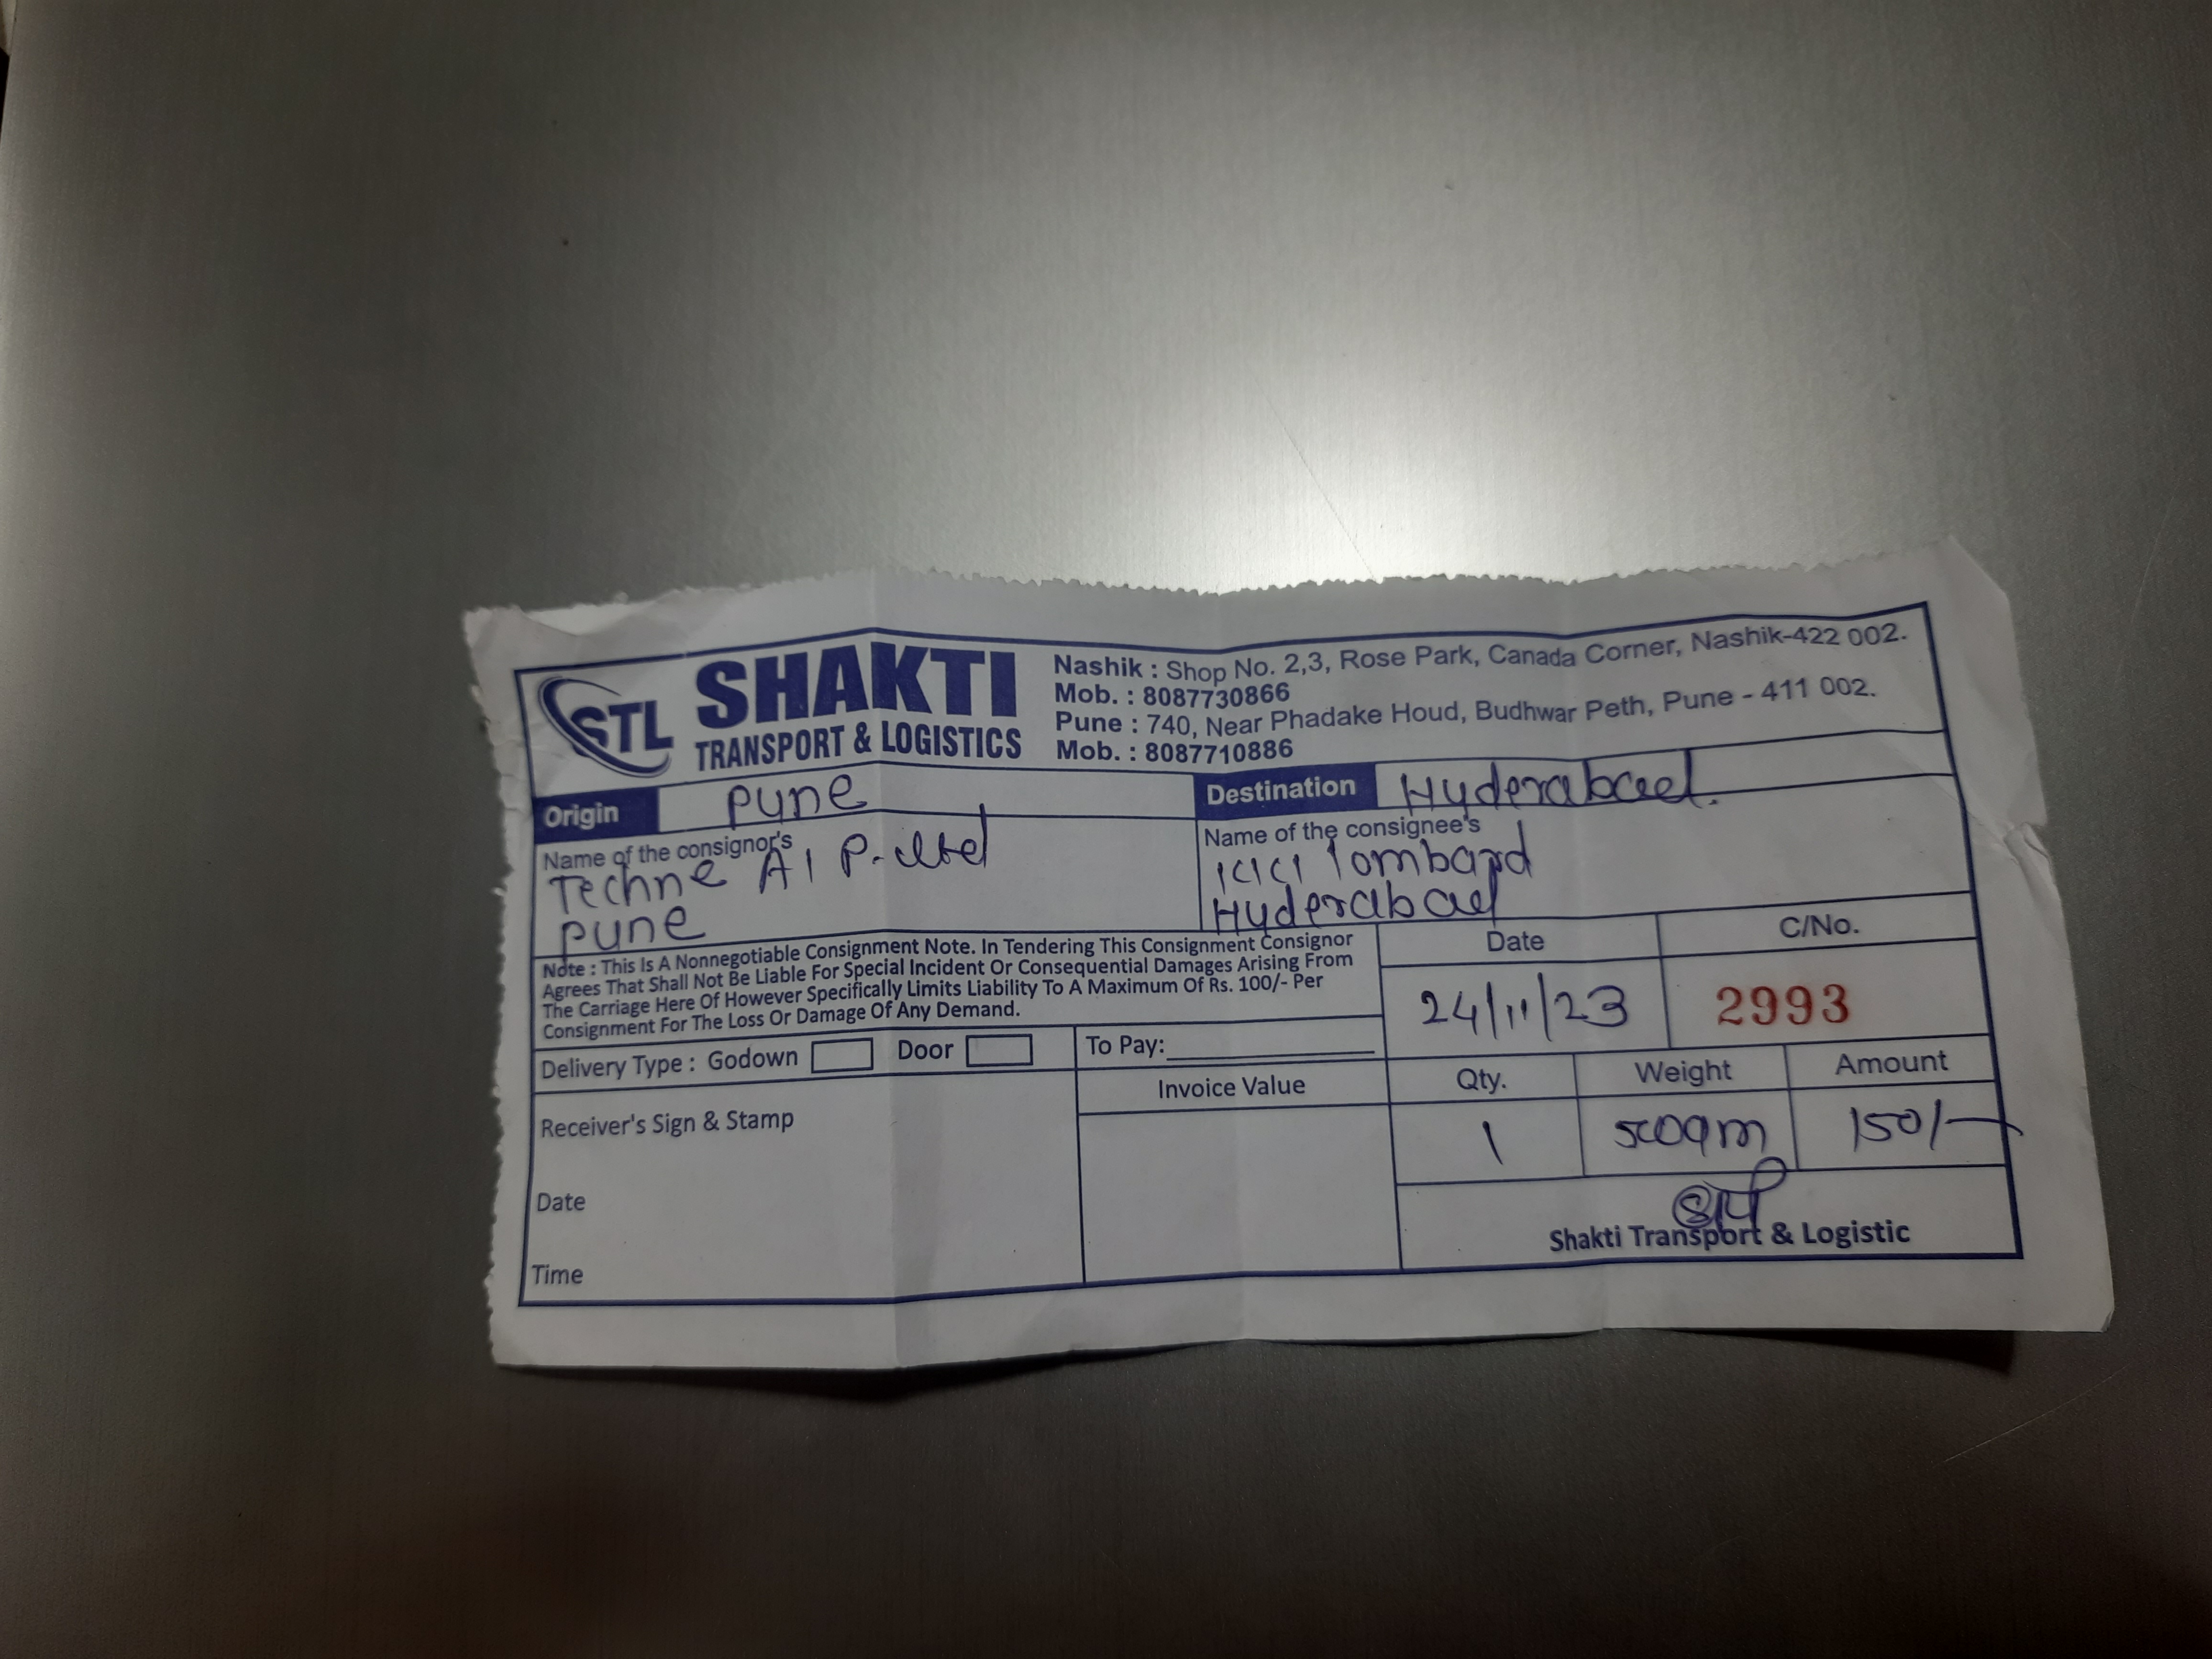 STL SHAKTI
TRANSPORT & LOGISTICS
Nashik : Shop No. 2,3, Rose Park, Canada Corner, Nashik-422 002.
Mob. : 8087730866
Pune : 740, Near Phadake Houd, Budhwar Peth, Pune - 411 002.
Mob. : 8087710886
Origin Pune
Destination Hyderabad.
Name of the consignor's
Techne AI P. Ltd
Pune
Name of the consignee's
ICICI lombard
Hyderabad
Note : This Is A Nonnegotiable Consignment Note. In Tendering This Consignment Consignor
Agrees That Shall Not Be Liable For Special Incident Or Consequential Damages Arising From
The Carriage Here Of However Specifically Limits Liability To A Maximum Of Rs. 100/- Per
Consignment For The Loss Or Damage Of Any Demand.
Date C/No.
24/11/23 2993
Delivery Type : Godown Door To Pay:
Invoice Value Qty. Weight Amount
1 500gm 150/-
Receiver's Sign & Stamp
Date
Time
Shakti Transport & Logistic